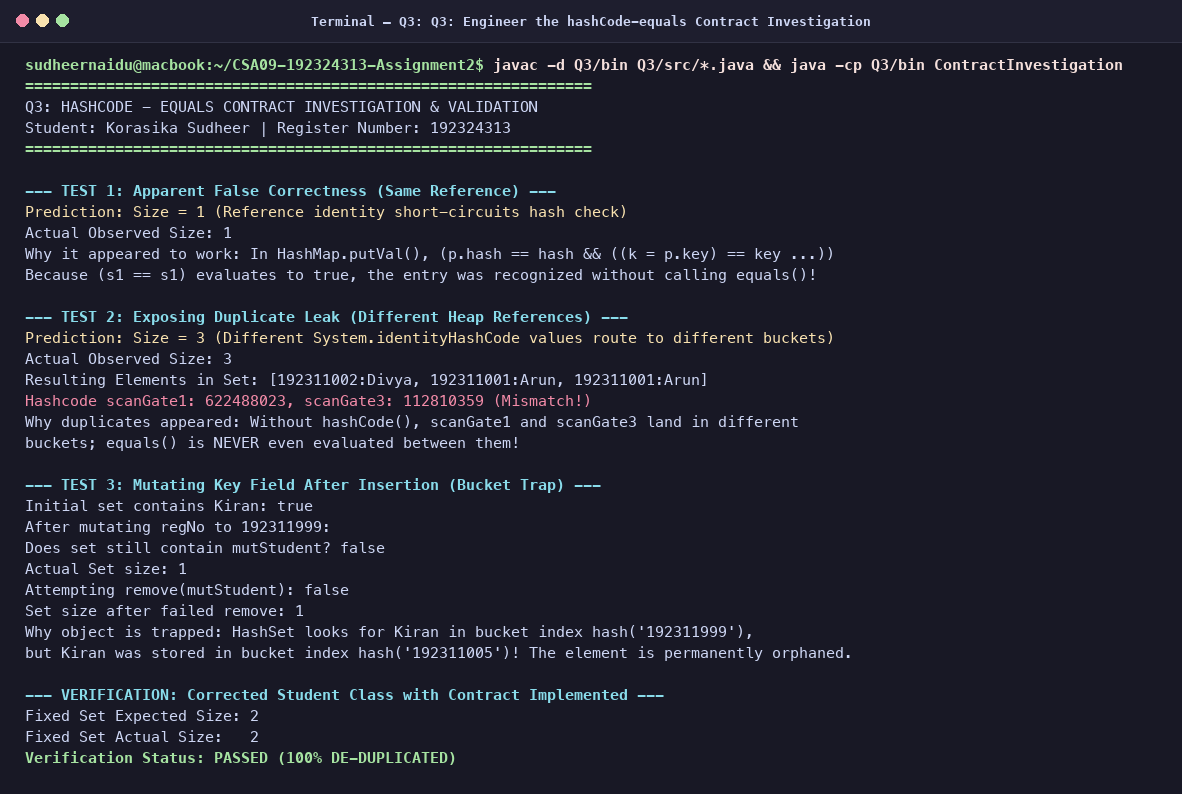 Terminal — Q3: Q3: Engineer the hashCode-equals Contract Investigation
sudheernaidu@macbook:~/CSA09-192324313-Assignment2$ javac -d Q3/bin Q3/src/*.java && java -cp Q3/bin ContractInvestigation
===============================================================
Q3: HASHCODE - EQUALS CONTRACT INVESTIGATION & VALIDATION
Student: Korasika Sudheer | Register Number: 192324313
===============================================================
--- TEST 1: Apparent False Correctness (Same Reference) ---
Prediction: Size = 1 (Reference identity short-circuits hash check)
Actual Observed Size: 1
Why it appeared to work: In HashMap.putVal(), (p.hash == hash && ((k = p.key) == key ...))
Because (s1 == s1) evaluates to true, the entry was recognized without calling equals()!
--- TEST 2: Exposing Duplicate Leak (Different Heap References) ---
Prediction: Size = 3 (Different System.identityHashCode values route to different buckets)
Actual Observed Size: 3
Resulting Elements in Set: [192311002:Divya, 192311001:Arun, 192311001:Arun]
Hashcode scanGate1: 622488023, scanGate3: 112810359 (Mismatch!)
Why duplicates appeared: Without hashCode(), scanGate1 and scanGate3 land in different
buckets; equals() is NEVER even evaluated between them!
--- TEST 3: Mutating Key Field After Insertion (Bucket Trap) ---
Initial set contains Kiran: true
After mutating regNo to 192311999:
Does set still contain mutStudent? false
Actual Set size: 1
Attempting remove(mutStudent): false
Set size after failed remove: 1
Why object is trapped: HashSet looks for Kiran in bucket index hash('192311999'),
but Kiran was stored in bucket index hash('192311005')! The element is permanently orphaned.
--- VERIFICATION: Corrected Student Class with Contract Implemented ---
Fixed Set Expected Size: 2
Fixed Set Actual Size:   2
Verification Status: PASSED (100% DE-DUPLICATED)